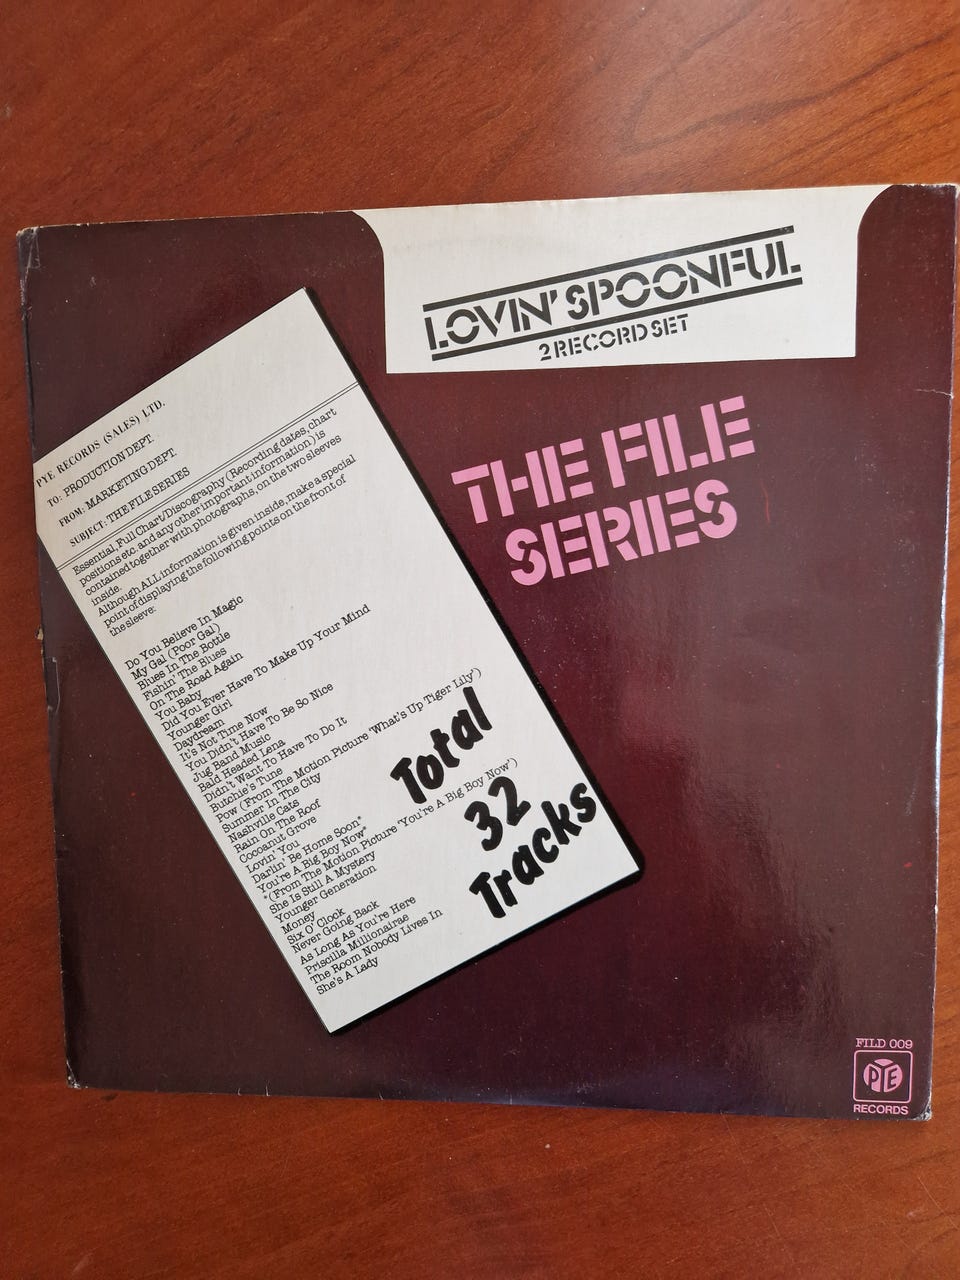 LOVIN' SPOONFUL
2 RECORD SET
THE FILE
SERIES
PYE RECORDS (SALES) LTD.
TO: PRODUCTION DEPT.
FROM: MARKETING DEPT.
SUBJECT: THE FILE SERIES
Essential, Full Chart/Discography (Recording dates, chart
positions etc. and any other important information) is
contained together with photographs, on the two sleeves
inside.
Although ALL information is given inside, make a special
point of displaying the following points on the front of
the sleeve:
Do You Believe In Magic
My Gal (Poor Gal)
Blues In The Bottle
Fishin' The Blues
On The Road Again
You Baby
Did You Ever Have To Make Up Your Mind
Younger Girl
Daydream
It's Not Time Now
You Didn't Have To Be So Nice
Jug Band Music
Bald Headed Lena
Didn't Want To Have To Do It
Butchie's Tune
Pow (From The Motion Picture 'What's Up Tiger Lily')
Summer In The City
Nashville Cats
Rain On The Roof
Cocoanut Grove
Lovin' You
Darlin' Be Home Soon*
You're A Big Boy Now*
*(From The Motion Picture 'You're A Big Boy Now')
She Is Still A Mystery
Younger Generation
Money
Six O' Clock
Never Going Back
As Long As You're Here
Priscilla Millionairae
The Room Nobody Lives In
She's A Lady
Total
32
Tracks
FILD 009
PYE
RECORDS